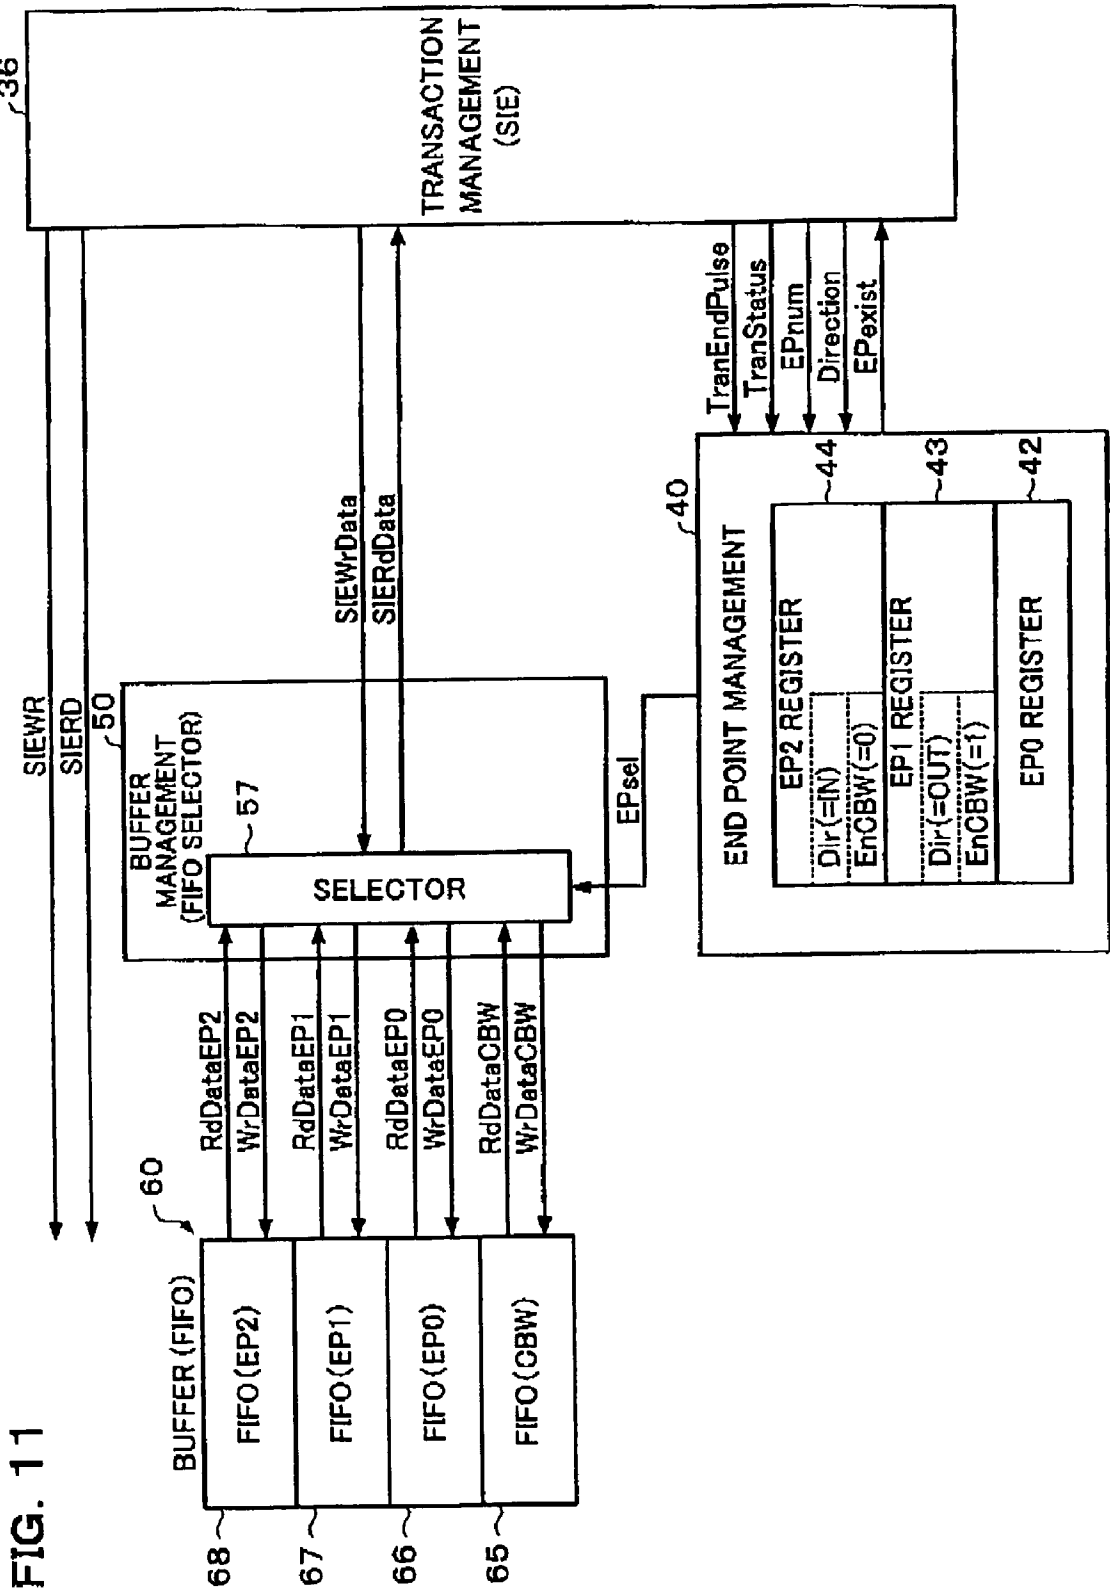 FIG. 11
BUFFER (FIFO)
60
68
FIFO(EP2)
67
FIFO(EP1)
66
FIFO(EP0)
65
FIFO(CBW)
RdDataEP2
WrDataEP2
RdDataEP1
WrDataEP1
RdDataEP0
WrDataEP0
RdDataCBW
WrDataCBW
SIEWR
SIERD
50
BUFFER
MANAGEMENT
(FIFO SELECTOR)
57
SELECTOR
EPsel
SIEWrData
SIERdData
40
END POINT MANAGEMENT
EP2 REGISTER
44
Dir(=IN)
EnCBW(=0)
EP1 REGISTER
43
Dir(=OUT)
EnCBW(=1)
EP0 REGISTER
42
TranEndPulse
TranStatus
EPnum
Direction
EPexist
36
TRANSACTION
MANAGEMENT
(SIE)